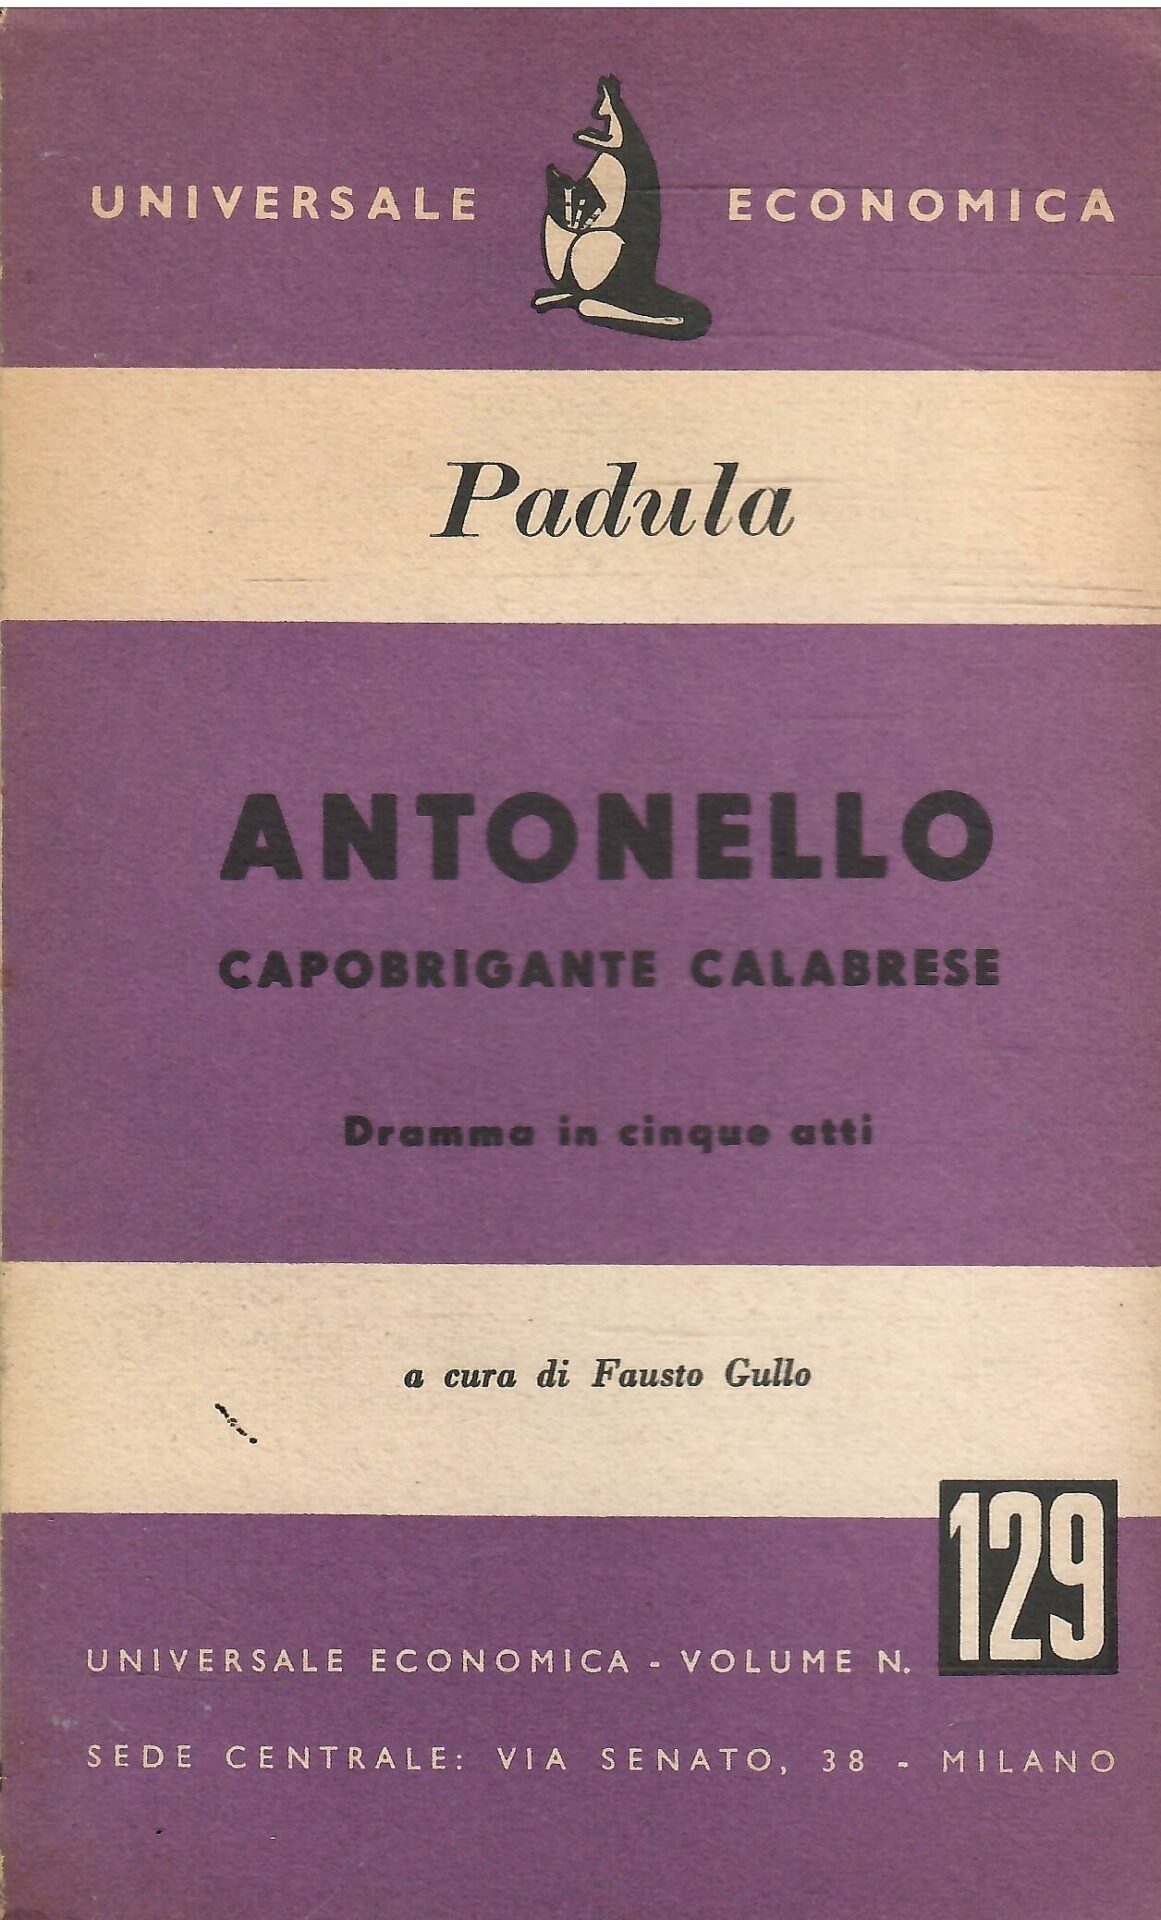 UNIVERSALE ECONOMICA
Padula
ANTONELLO
CAPOBRIGANTE CALABRESE
Dramma in cinque atti
a cura di Fausto Gullo
129
UNIVERSALE ECONOMICA - VOLUME N.
SEDE CENTRALE: VIA SENATO, 38 - MILANO